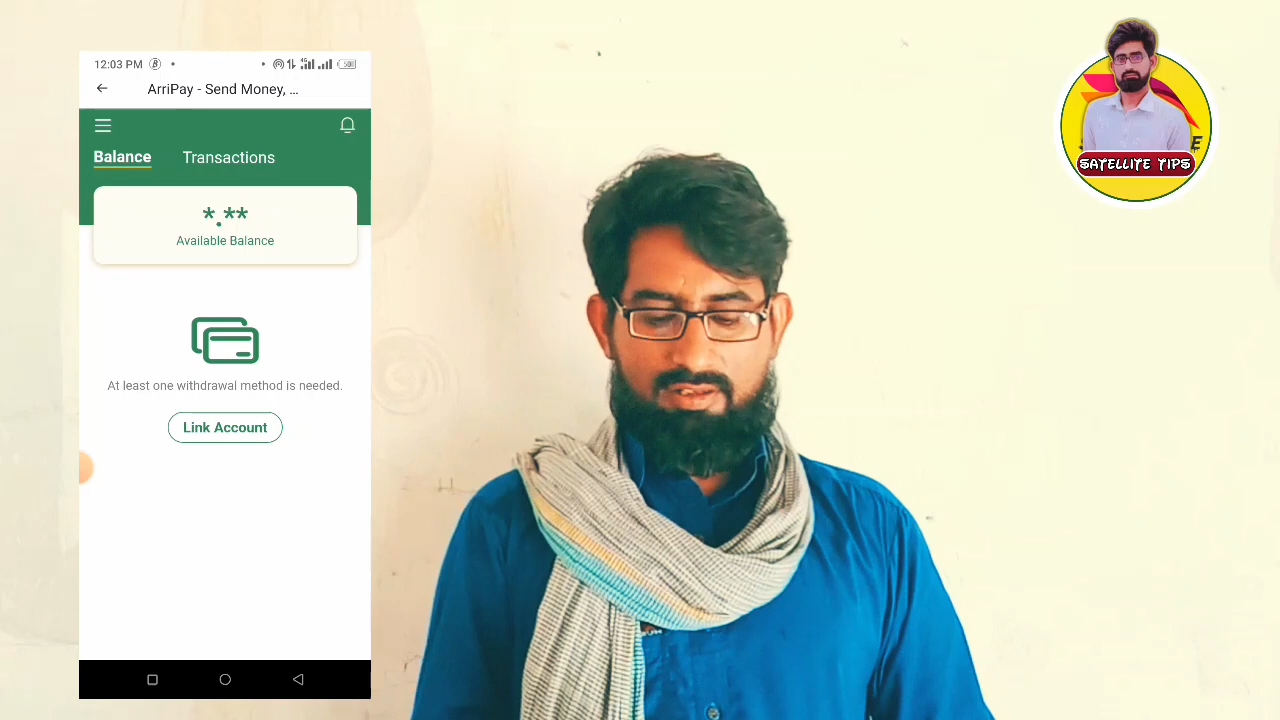 12:03 PM
ArriPay - Send Money, ...
Balance Transactions
*.**
Available Balance
At least one withdrawal method is needed.
Link Account
SATELLITE TIPS